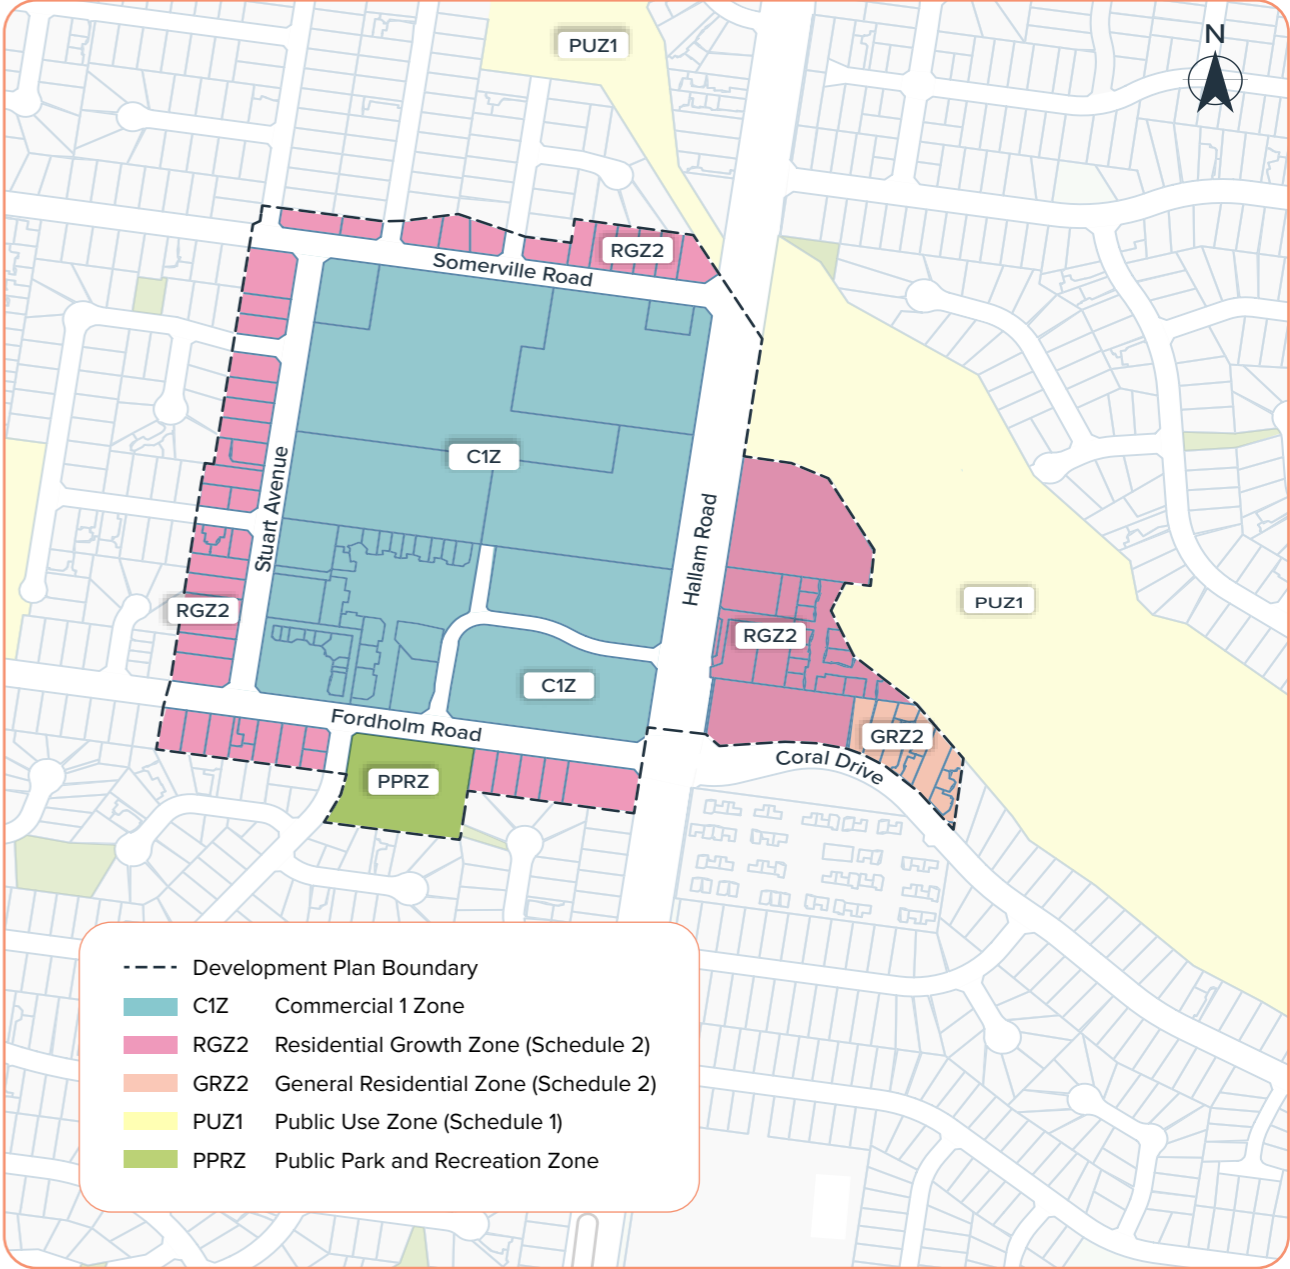 PUZ1
N
RGZ2
Somerville Road
C1Z
Stuart Avenue
Hallam Road
PUZ1
RGZ2
RGZ2
C1Z
Fordholm Road
GRZ2
Coral Drive
PPRZ
Development Plan Boundary
C1Z Commercial 1 Zone
RGZ2 Residential Growth Zone (Schedule 2)
GRZ2 General Residential Zone (Schedule 2)
PUZ1 Public Use Zone (Schedule 1)
PPRZ Public Park and Recreation Zone